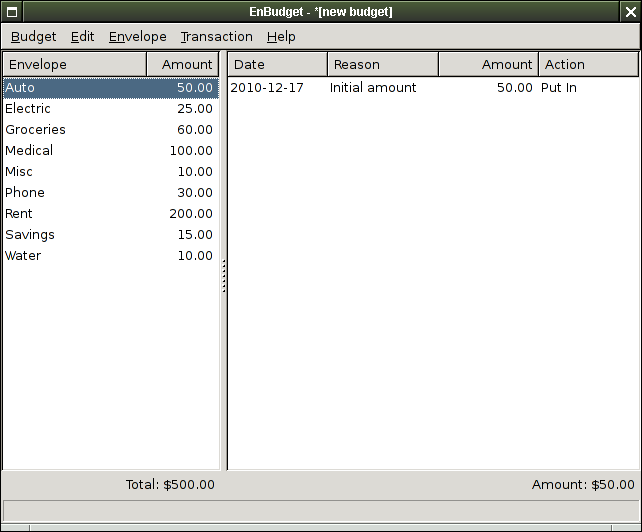 EnBudget - *[new budget]
Budget Edit Envelope Transaction Help
Envelope Amount Date Reason Amount Action
Auto 50.00 2010-12-17 Initial amount 50.00 Put In
Electric 25.00
Groceries 60.00
Medical 100.00
Misc 10.00
Phone 30.00
Rent 200.00
Savings 15.00
Water 10.00
Total: $500.00 Amount: $50.00